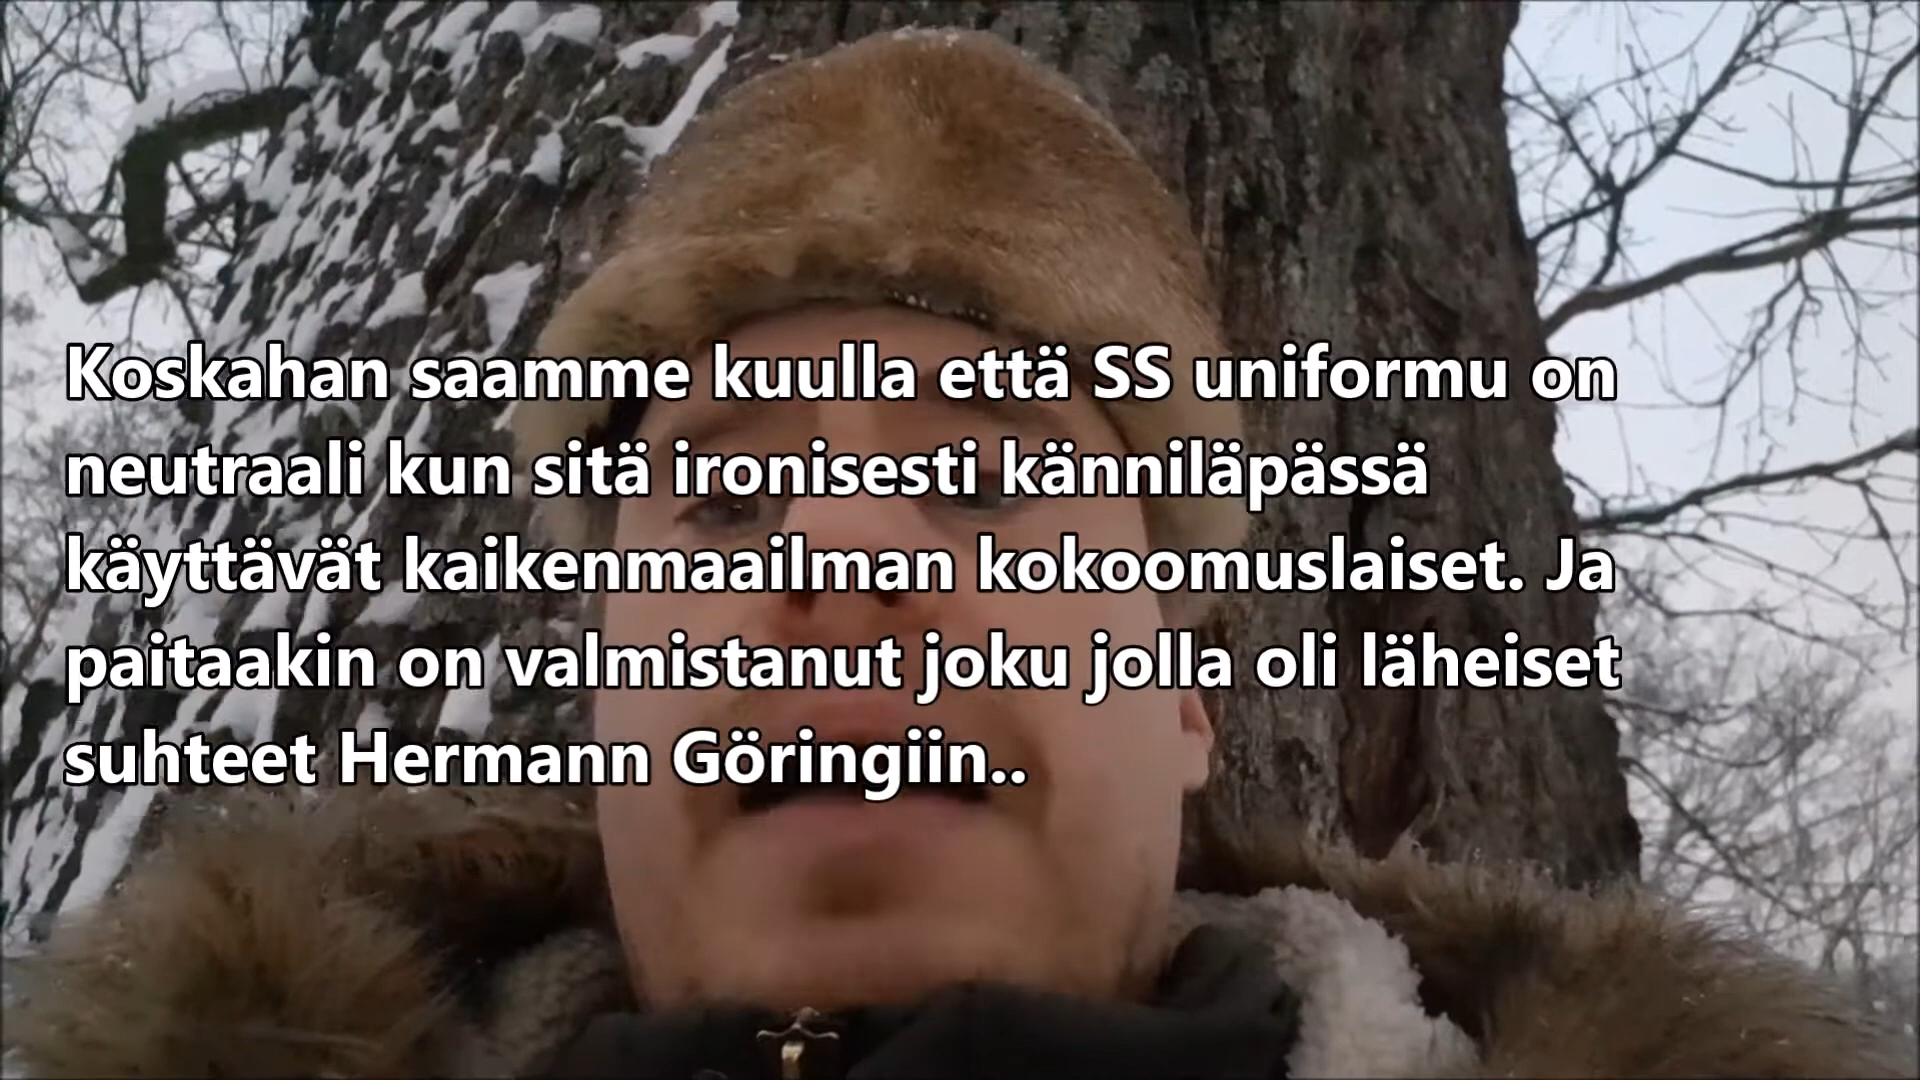 Koskahan saamme kuulla että SS uniformu on
neutraali kun sitä ironisesti känniläpässä
käyttävät kaikenmaailman kokoomuslaiset. Ja
paitaakin on valmistanut joku jolla oli läheiset
suhteet Hermann Göringiin..